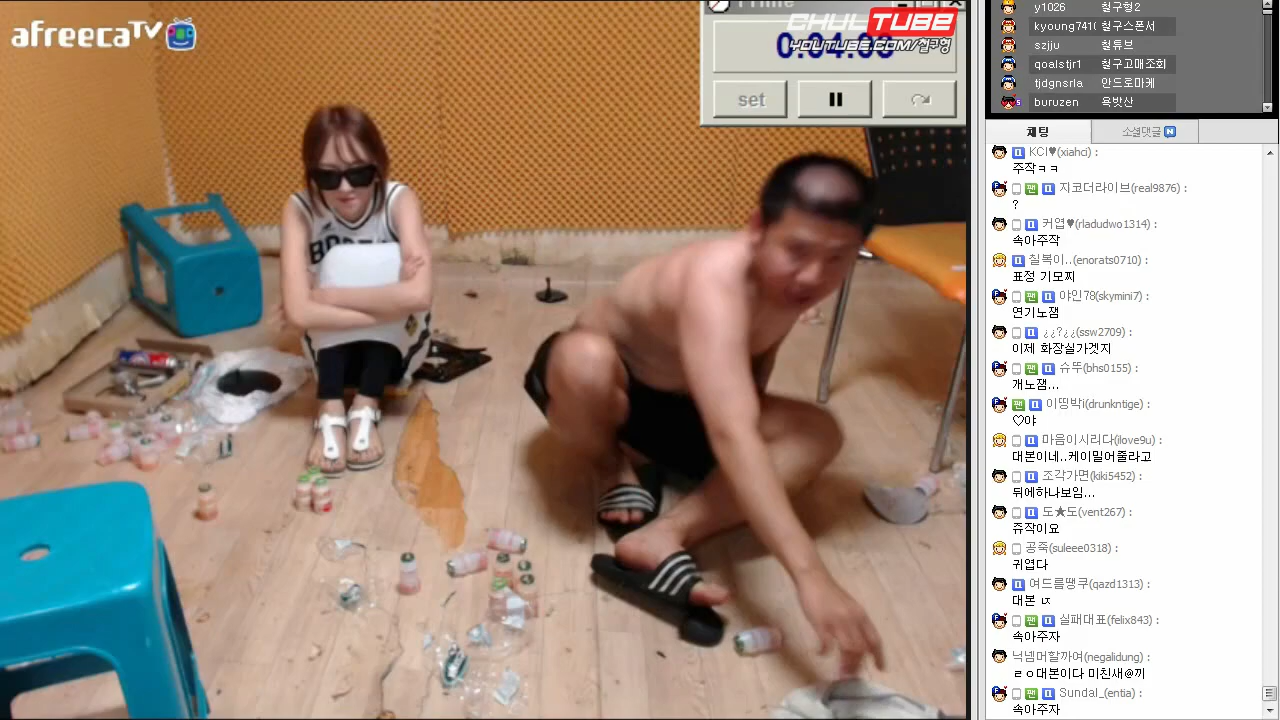 afreecaTV
CHULTUBE
YOUTUBE.COM/철구형
set
y1026 철구형2
kyoung7411 철구스폰서
szjju 철튜브
goalstjr1 철구고매조회
tjdgnsrla 안드로마케
buruzen 욕밧산
채팅 소셜댓글 N
KCI♥(xiahci) :
주작ㅋㅋ
지코더라이브(real9876) :
?
커엽♥(rladudwo1314) :
속아주작
칠복이..(enorats0710) :
표정 기모찌
야인78(skymini7) :
연기노잼
¿¿?¿¿(ssw2709) :
이제 화장실가겟지
슈뚜(bhs0155) :
개노잼...
이띵박i(drunkntige) :
♡야
마음이시리다(ilove9u) :
대본이네..케이밀어줄라고
조각가면(kiki5452) :
뒤에하나보임...
도★도(vent267) :
쥬작이요
공죽(suleee0318) :
귀엽다
여드름땡쿠(qazd1313) :
대본 ㄸ
실패대표(felix843) :
속아주자
닉넴머할까여(negalidung) :
ㄹㅇ대본이다 미친새@끼
Sundal_(entia) :
속아주자